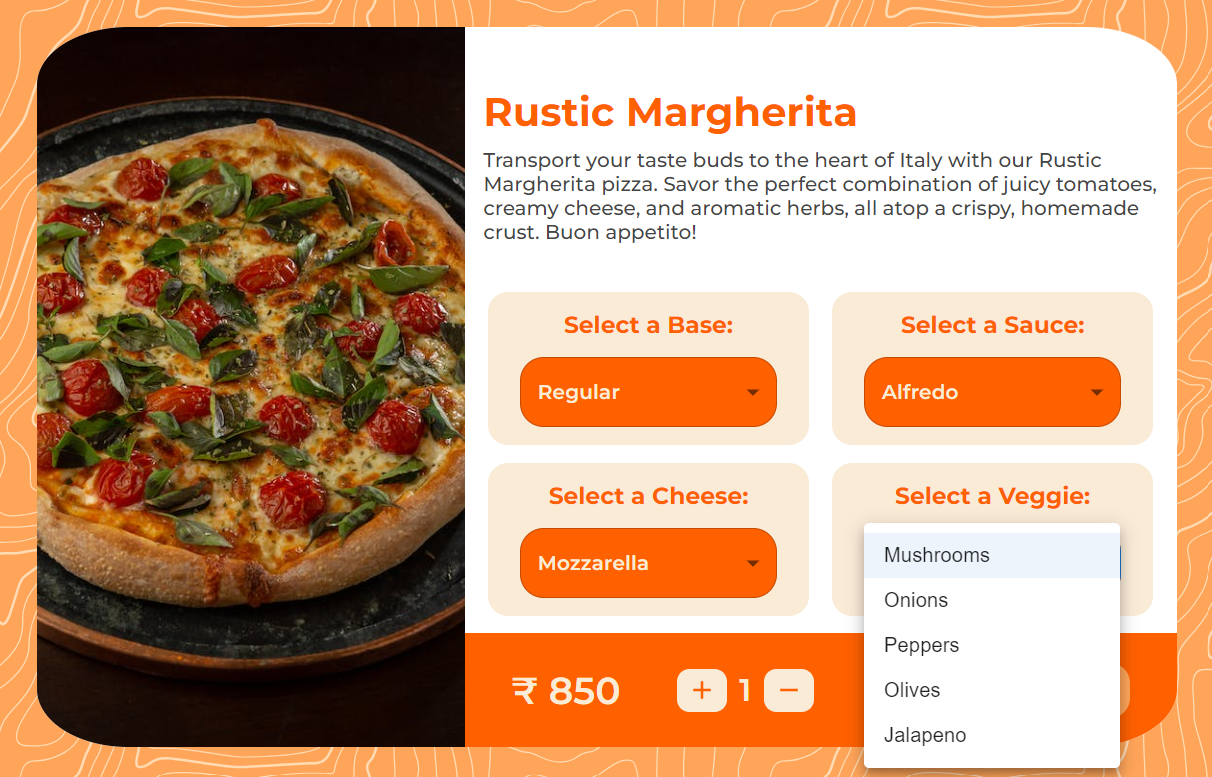 Rustic Margherita
Transport your taste buds to the heart of Italy with our Rustic
Margherita pizza. Savor the perfect combination of juicy tomatoes,
creamy cheese, and aromatic herbs, all atop a crispy, homemade
crust. Buon appetito!
Select a Base:
Regular
Select a Sauce:
Alfredo
Select a Cheese:
Mozzarella
Select a Veggie:
Mushrooms
Onions
Peppers
Olives
Jalapeno
₹ 850
+ 1 −